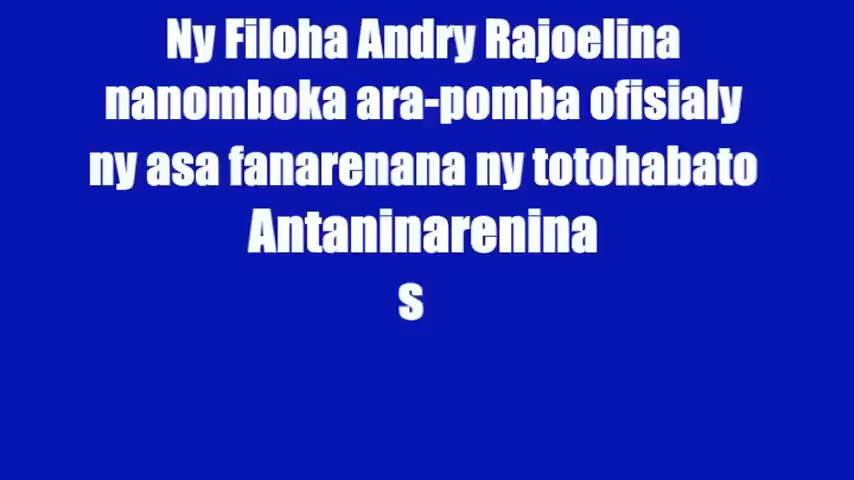 Ny Filoha Andry Rajoelina
nanomboka ara-pomba ofisialy
ny asa fanarenana ny totohabato
Antaninarenina
s